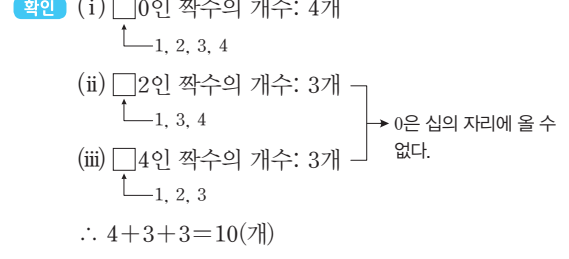 확인 (ⅰ) □0인 짝수의 개수: 4개
1, 2, 3, 4
(ⅱ) □2인 짝수의 개수: 3개
1, 3, 4
0은 십의 자리에 올 수
없다.
(ⅲ) □4인 짝수의 개수: 3개
1, 2, 3
∴ 4+3+3=10(개)